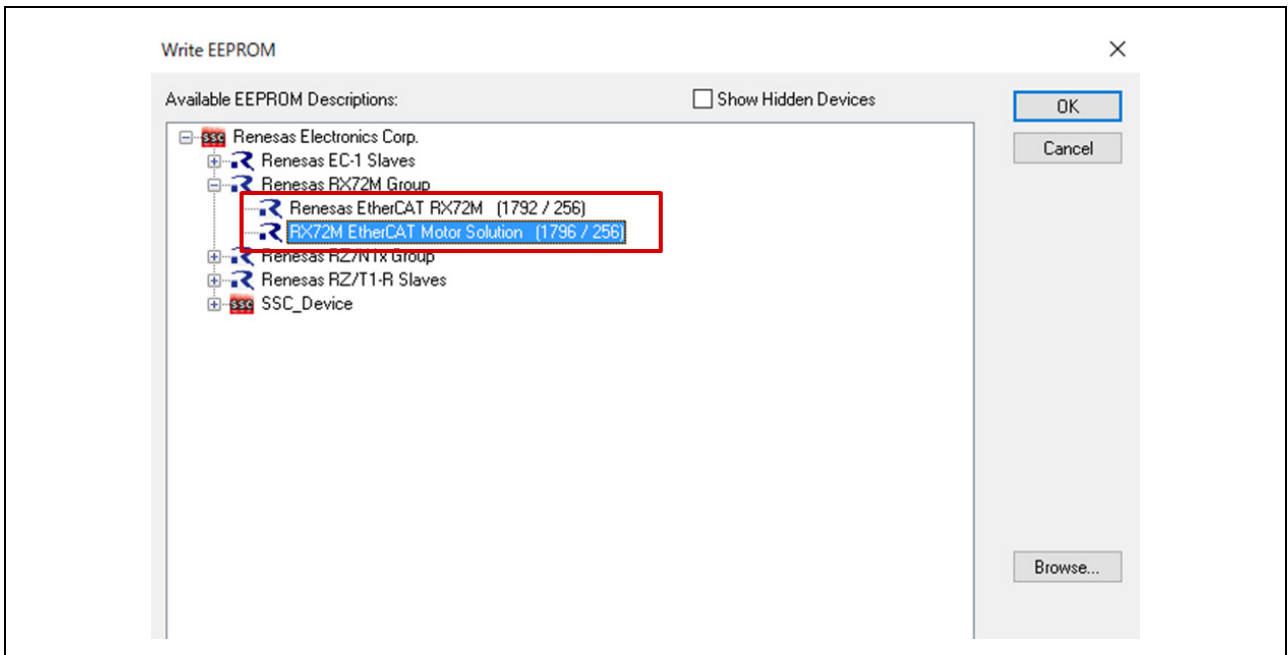 Write EEPROM
Available EEPROM Descriptions:
Show Hidden Devices
OK
Cancel
ssc Renesas Electronics Corp.
Renesas EC-1 Slaves
Renesas RX72M Group
Renesas EtherCAT RX72M (1792 / 256)
RX72M EtherCAT Motor Solution (1796 / 256)
Renesas RZ/N1x Group
Renesas RZ/T1-R Slaves
ssc SSC_Device
Browse...